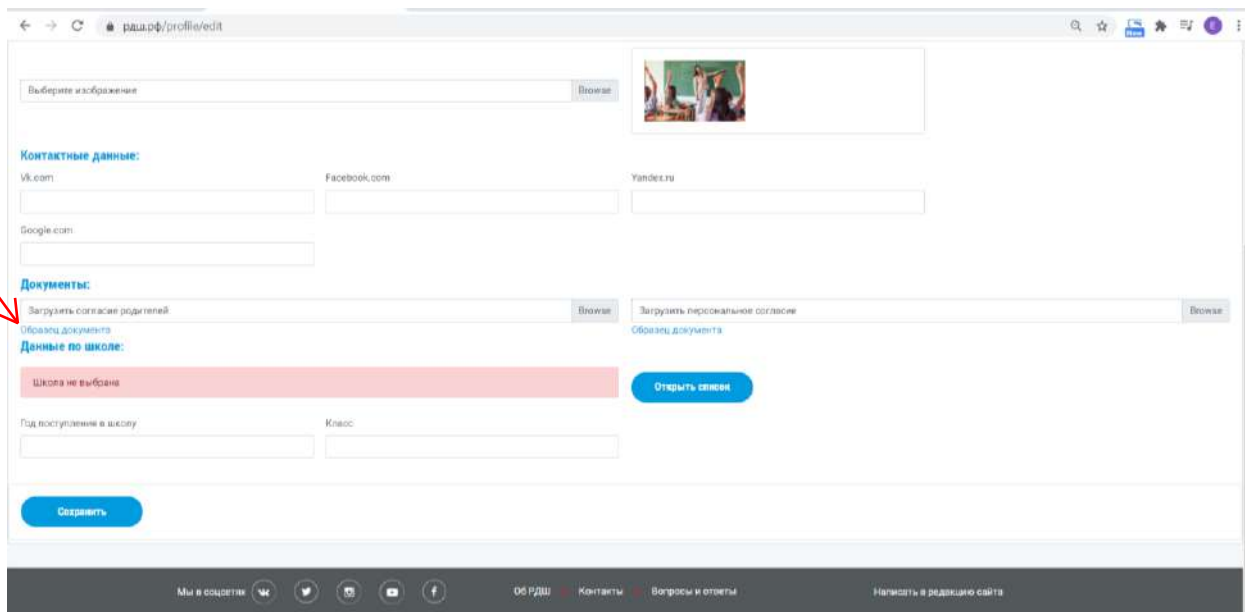 рдш.рф/profile/edit
New
E
Выберите изображение
Browse
Контактные данные:
Vk.com
Facebook.com
Yandex.ru
Google.com
Документы:
Загрузить согласие родителей
Browse
Загрузить персональное согласие
Browse
Образец документа
Образец документа
Данные по школе:
Школа не выбрана
Открыть список
Год поступления в школу
Класс
Сохранить
Мы в соцсетях
Об РДШ
Контакты
Вопросы и ответы
Написать в редакцию сайта